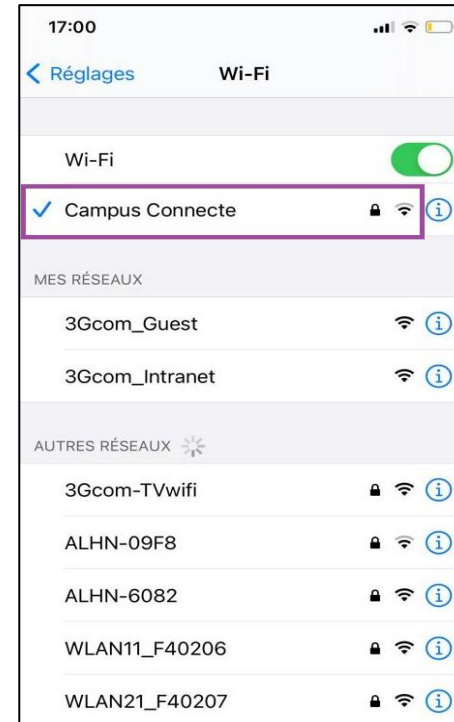 17:00
Réglages Wi-Fi
Wi-Fi
Campus Connecte
MES RÉSEAUX
3Gcom_Guest
3Gcom_Intranet
AUTRES RÉSEAUX
3Gcom-TVwifi
ALHN-09F8
ALHN-6082
WLAN11_F40206
WLAN21_F40207